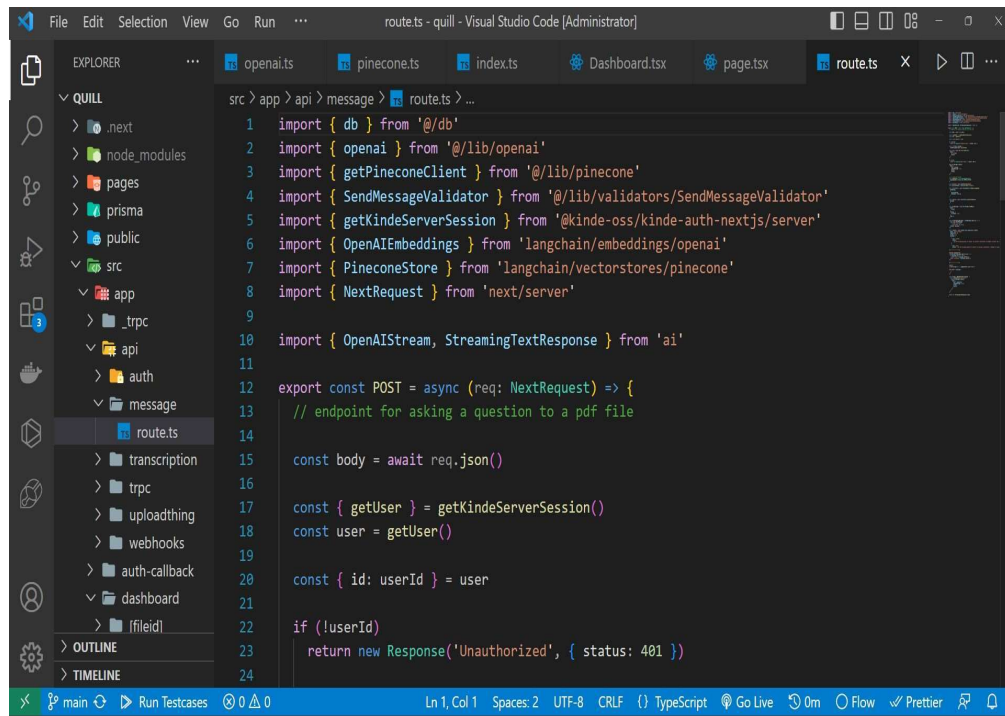 File Edit Selection View Go Run ··· route.ts - quill - Visual Studio Code [Administrator]
EXPLORER ···
openai.ts pinecone.ts index.ts Dashboard.tsx page.tsx route.ts
QUILL
.next
node_modules
pages
prisma
public
src
app
_trpc
api
auth
message
route.ts
transcription
trpc
uploadthing
webhooks
auth-callback
dashboard
[fileid]
OUTLINE
TIMELINE
3
src > app > api > message > TS route.ts > ...
1 import { db } from '@/db'
2 import { openai } from '@/lib/openai'
3 import { getPineconeClient } from '@/lib/pinecone'
4 import { SendMessageValidator } from '@/lib/validators/SendMessageValidator'
5 import { getKindeServerSession } from '@kinde-oss/kinde-auth-nextjs/server'
6 import { OpenAIEmbeddings } from 'langchain/embeddings/openai'
7 import { PineconeStore } from 'langchain/vectorstores/pinecone'
8 import { NextRequest } from 'next/server'
9
10 import { OpenAIStream, StreamingTextResponse } from 'ai'
11
12 export const POST = async (req: NextRequest) => {
13 // endpoint for asking a question to a pdf file
14
15 const body = await req.json()
16
17 const { getUser } = getKindeServerSession()
18 const user = getUser()
19
20 const { id: userId } = user
21
22 if (!userId)
23 return new Response('Unauthorized', { status: 401 })
24
main Run Testcases 0 0 Ln 1, Col 1 Spaces: 2 UTF-8 CRLF {} TypeScript Go Live 0m Flow Prettier